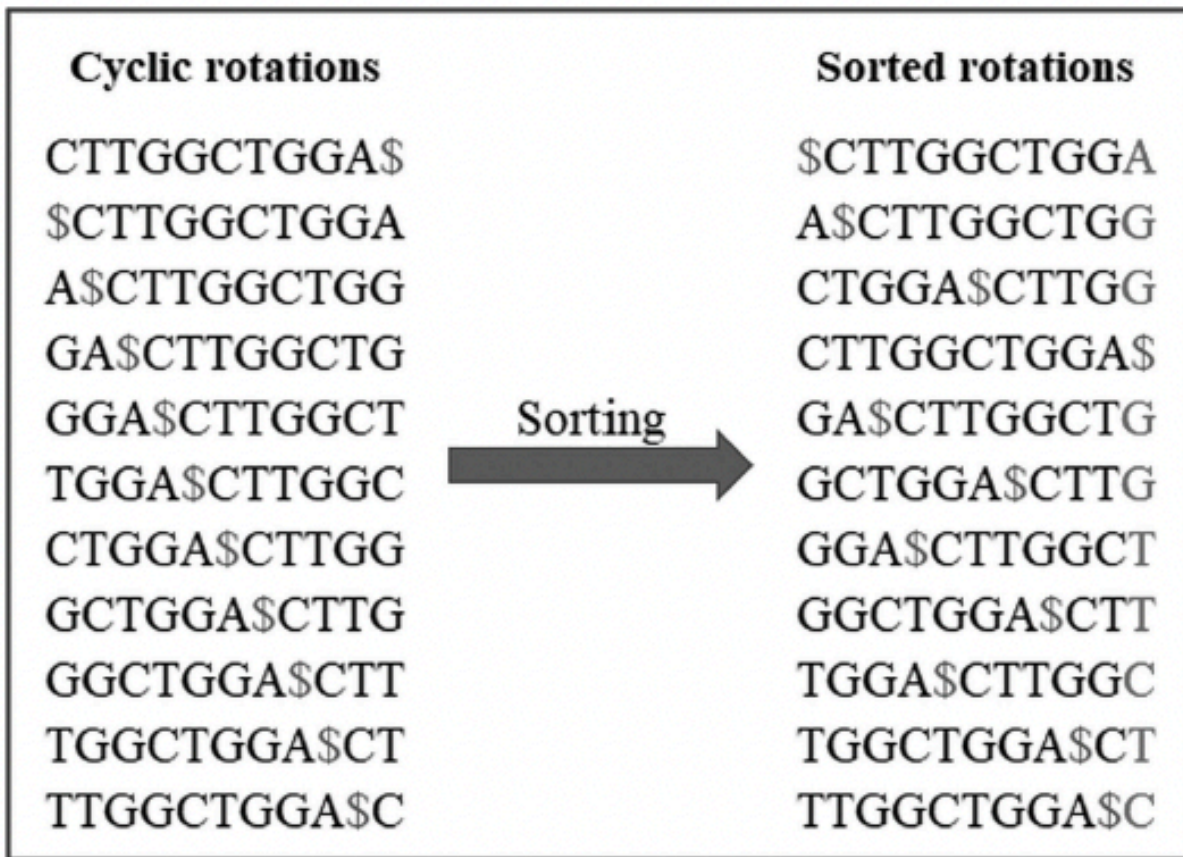 Cyclic rotations
CTTGGCTGGA$
$CTTGGCTGGA
A$CTTGGCTGG
GA$CTTGGCTG
GGA$CTTGGCT
TGGA$CTTGGC
CTGGA$CTTGG
GCTGGA$CTTG
GGCTGGA$CTT
TGGCTGGA$CT
TTGGCTGGA$C
Sorting
Sorted rotations
$CTTGGCTGGA
A$CTTGGCTGG
CTGGA$CTTGG
CTTGGCTGGA$
GA$CTTGGCTG
GCTGGA$CTTG
GGA$CTTGGCT
GGCTGGA$CTT
TGGA$CTTGGC
TGGCTGGA$CT
TTGGCTGGA$C